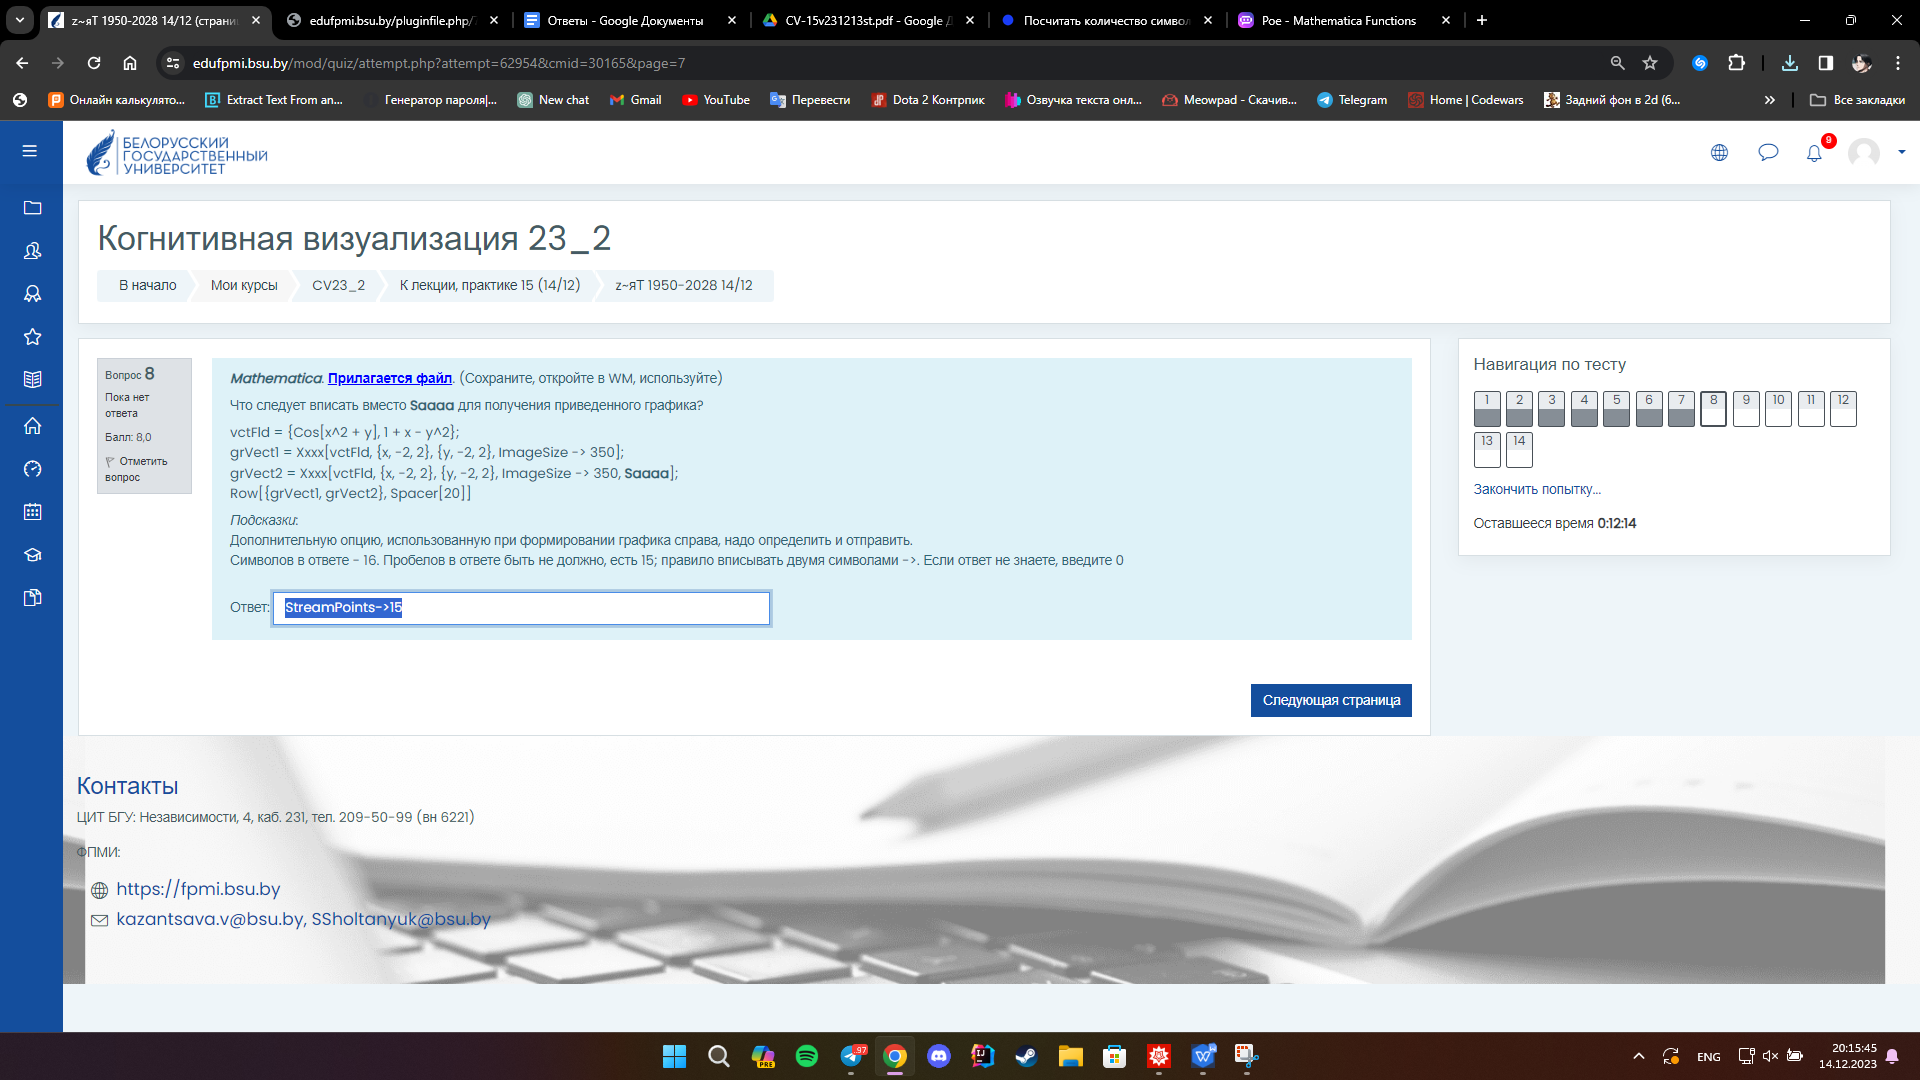 z~яТ 1950-2028 14/12 (страни
edufpmi.bsu.by/pluginfile.php/7
Ответы - Google Документы
CV-15v231213st.pdf - Google Д
Посчитать количество символ
Poe - Mathematica Functions
edufpmi.bsu.by/mod/quiz/attempt.php?attempt=62954&cmid=30165&page=7
Онлайн калькулято...
Extract Text From an...
Генератор пароля|...
New chat
Gmail
YouTube
Перевести
Dota 2 Контрпик
Озвучка текста онл...
Meowpad - Скачив...
Telegram
Home | Codewars
Задний фон в 2d (6...
»
Все закладки
БЕЛОРУССКИЙ
ГОСУДАРСТВЕННЫЙ
УНИВЕРСИТЕТ
9
Когнитивная визуализация 23_2
В начало
Мои курсы
CV23_2
К лекции, практике 15 (14/12)
z~яТ 1950-2028 14/12
Вопрос 8
Пока нет
ответа
Балл: 8,0
Отметить
вопрос
Mathematica. Прилагается файл. (Сохраните, откройте в WM, используйте)
Что следует вписать вместо Saaaa для получения приведенного графика?
vctFld = {Cos[x^2 + y], 1 + x - y^2};
grVect1 = Xxxx[vctFld, {x, -2, 2}, {y, -2, 2}, ImageSize -> 350];
grVect2 = Xxxx[vctFld, {x, -2, 2}, {y, -2, 2}, ImageSize -> 350, Saaaa];
Row[{grVect1, grVect2}, Spacer[20]]
Подсказки:
Дополнительную опцию, использованную при формировании графика справа, надо определить и отправить.
Символов в ответе - 16. Пробелов в ответе быть не должно, есть 15; правило вписывать двумя символами ->. Если ответ не знаете, введите 0
Ответ: StreamPoints->15
Следующая страница
Навигация по тесту
1 2 3 4 5 6 7 8 9 10 11 12
13 14
Закончить попытку...
Оставшееся время 0:12:14
Контакты
ЦИТ БГУ: Независимости, 4, каб. 231, тел. 209-50-99 (вн 6221)
ФПМИ:
https://fpmi.bsu.by
kazantsava.v@bsu.by, SSholtanyuk@bsu.by
PRE
97
ENG
20:15:45
14.12.2023